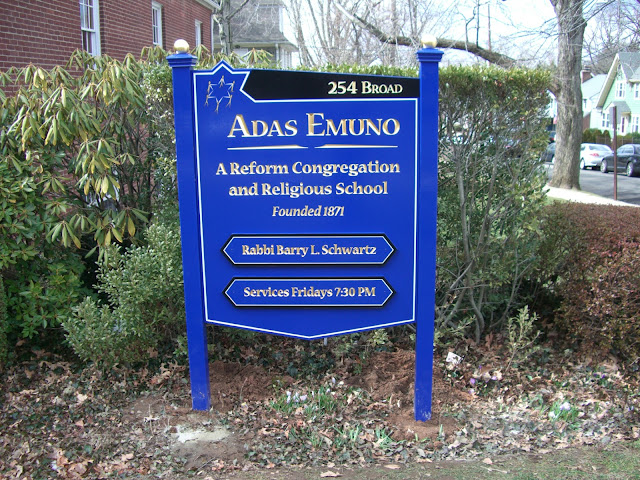 254 BROAD
ADAS EMUNO
A REFORM CONGREGATION
AND RELIGIOUS SCHOOL
Founded 1871
Rabbi Barry L. Schwartz
Services Fridays 7:30 PM